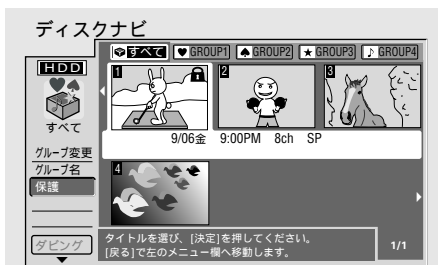 ディスクナビ
HDD
すべて
グループ変更
グループ名
保護
ダビング
すべて GROUP1 GROUP2 GROUP3 GROUP4
1 2 3
9/06金 9:00PM 8ch SP
4
タイトルを選び、[決定]を押してください。
[戻る]で左のメニュー欄へ移動します。
1/1